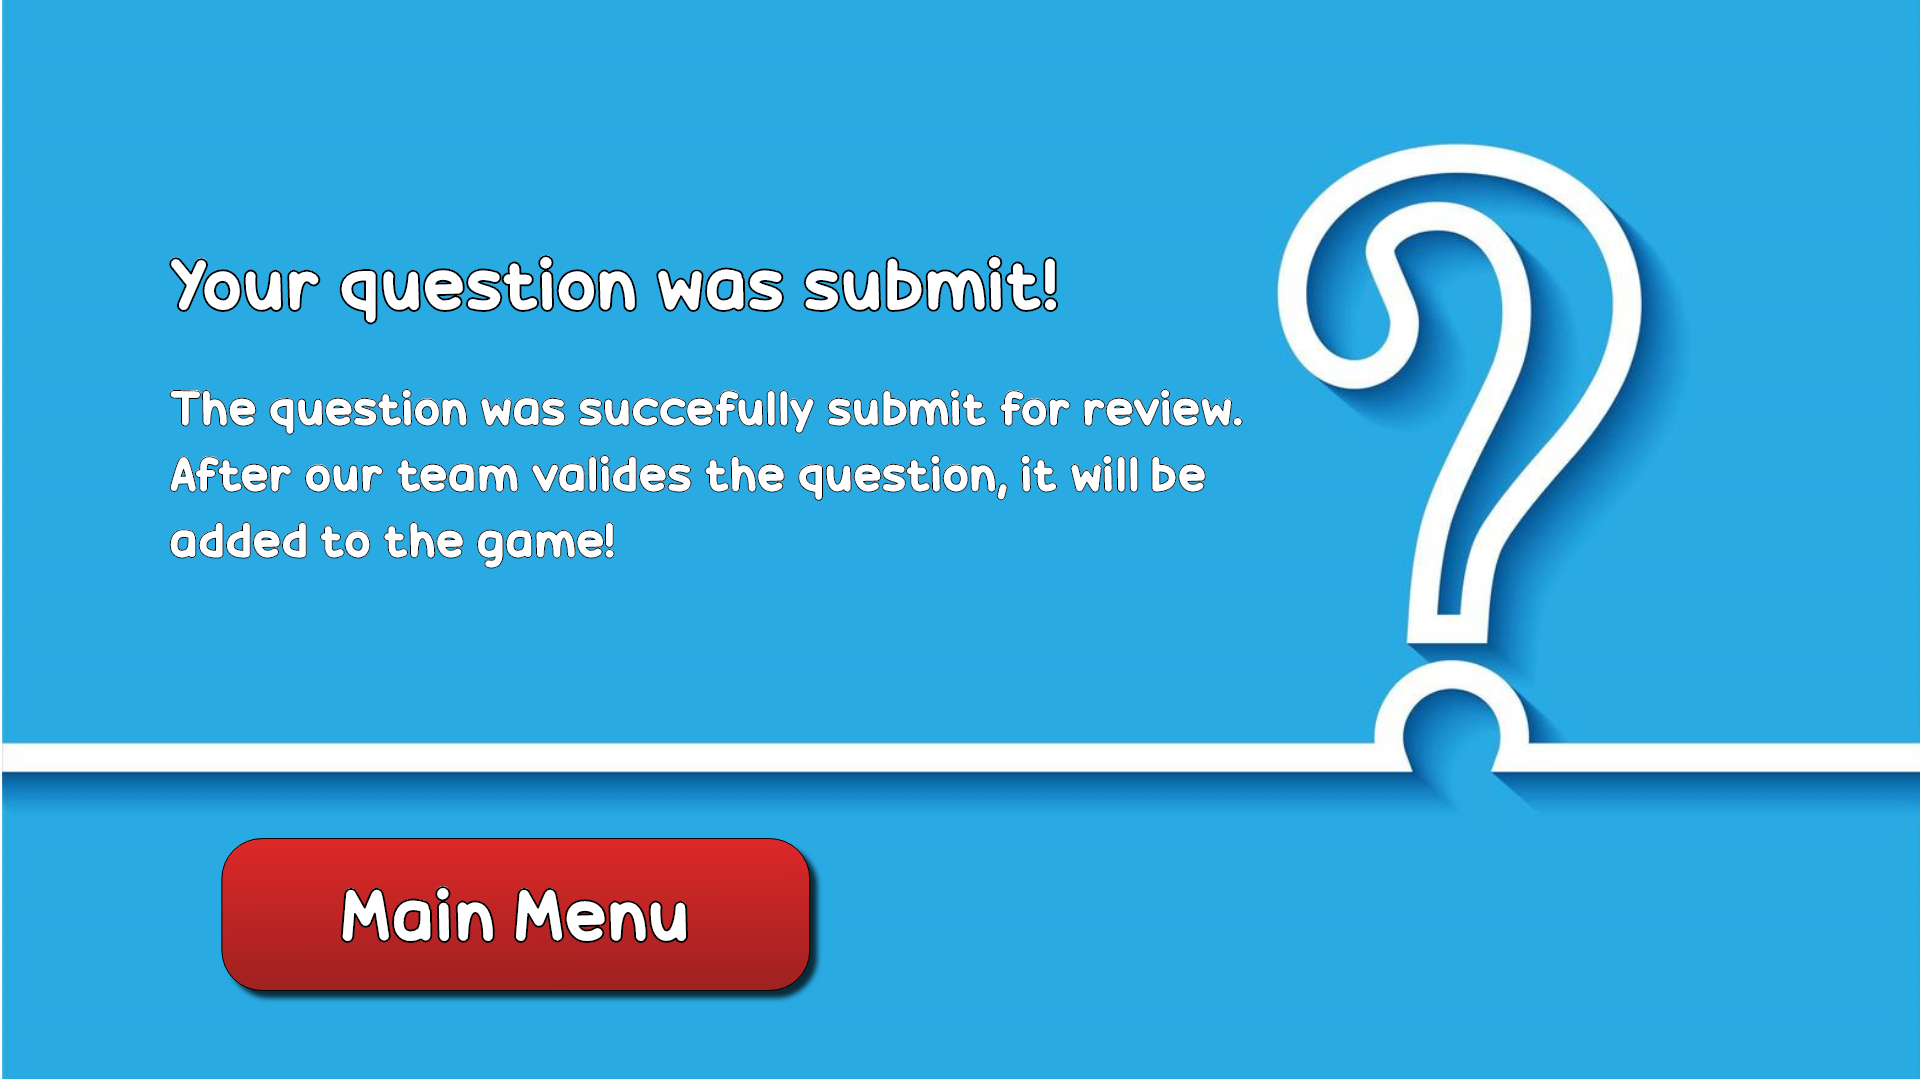 Your question was submit!
The question was succefully submit for review.
After our team valides the question, it will be
added to the game!
Main Menu